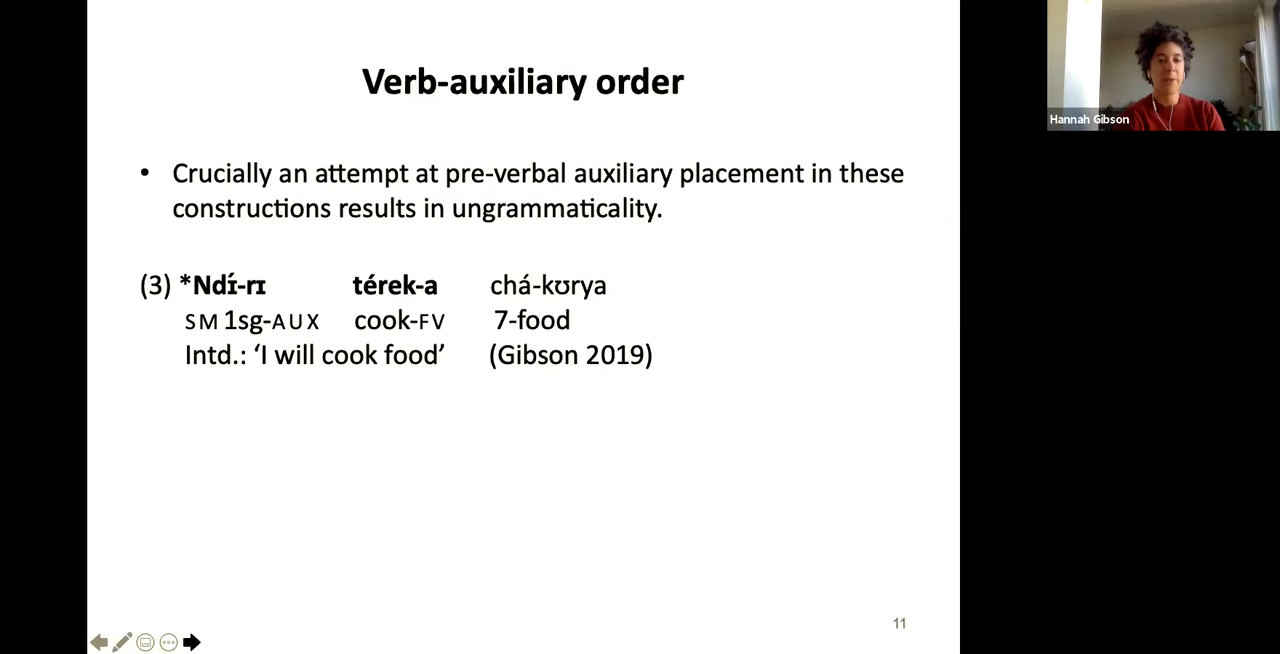 Verb-auxiliary order
• Crucially an attempt at pre-verbal auxiliary placement in these
constructions results in ungrammaticality.
(3) *Ndɪ́-rɪ térek-a chá-kʊrya
SM 1sg-AUX cook-FV 7-food
Intd.: ‘I will cook food’ (Gibson 2019)
11
Hannah Gibson